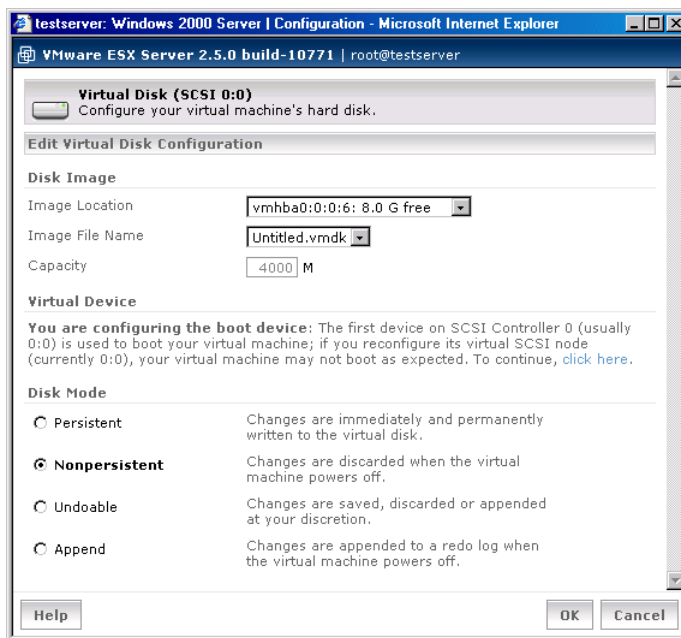 testserver: Windows 2000 Server | Configuration - Microsoft Internet Explorer
VMware ESX Server 2.5.0 build-10771 | root@testserver
Virtual Disk (SCSI 0:0)
Configure your virtual machine's hard disk.
Edit Virtual Disk Configuration
Disk Image
Image Location
vmhba0:0:0:6: 8.0 G free
Image File Name
Untitled.vmdk
Capacity
4000 M
Virtual Device
You are configuring the boot device: The first device on SCSI Controller 0 (usually
0:0) is used to boot your virtual machine; if you reconfigure its virtual SCSI node
(currently 0:0), your virtual machine may not boot as expected. To continue, click here.
Disk Mode
Persistent
Changes are immediately and permanently
written to the virtual disk.
Nonpersistent
Changes are discarded when the virtual
machine powers off.
Undoable
Changes are saved, discarded or appended
at your discretion.
Append
Changes are appended to a redo log when
the virtual machine powers off.
Help
OK
Cancel